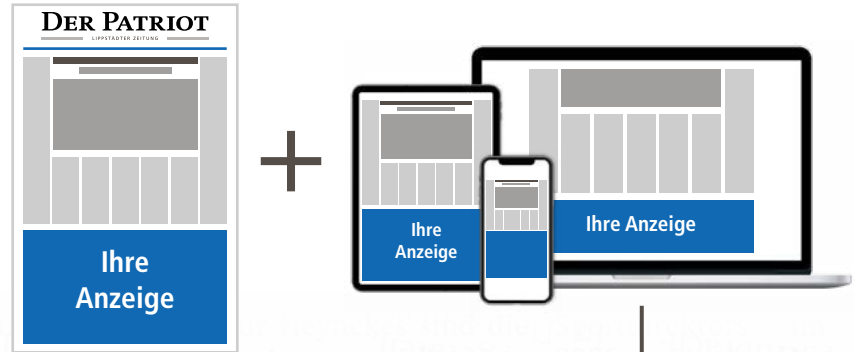 DER PATRIOT
LIPPSTÄDTER ZEITUNG
Ihre
Anzeige
Ihre
Anzeige
Ihre Anzeige